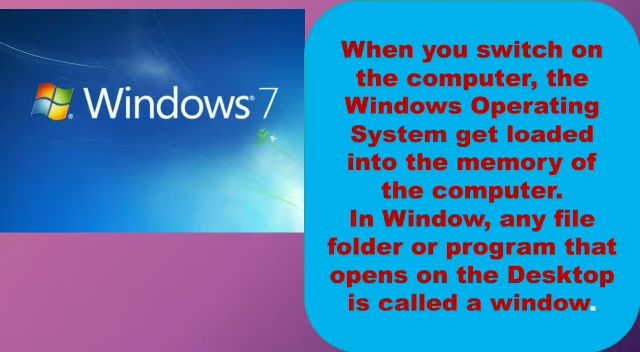 Windows 7
When you switch on
the computer, the
Windows Operating
System get loaded
into the memory of
the computer.
In Window, any file
folder or program that
opens on the Desktop
is called a window.